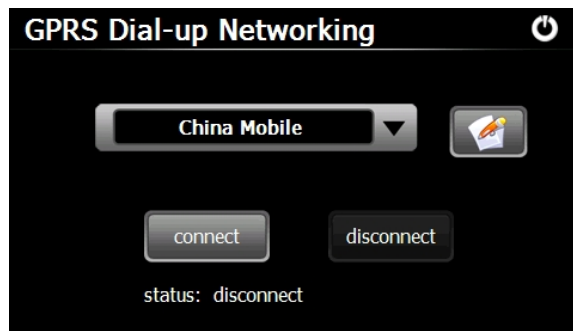 GPRS Dial-up Networking
China Mobile
connect disconnect
status: disconnect